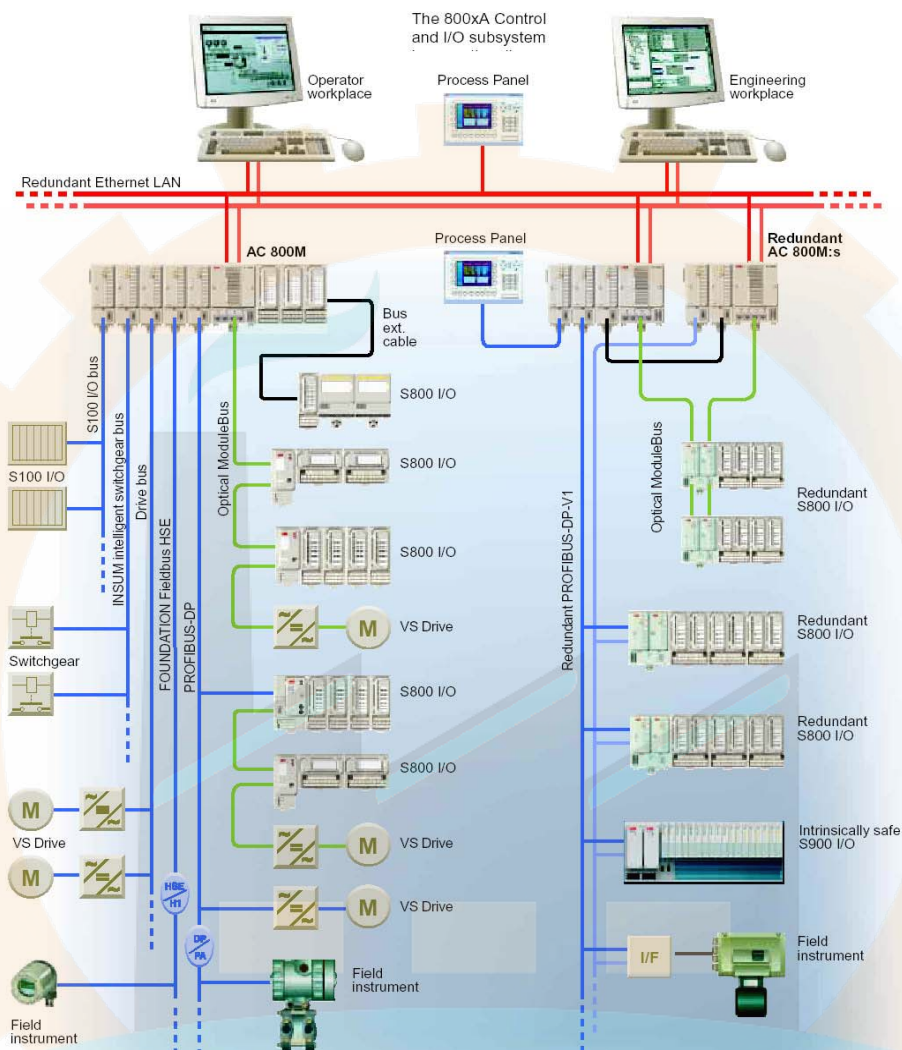 The 800xA Control
and I/O subsystem
Operator
workplace
Process Panel
Engineering
workplace
Redundant Ethernet LAN
AC 800M
Process Panel
Redundant
AC 800M:s
Bus
ext.
cable
S100 I/O bus
INSUM intelligent switchgear bus
Drive bus
FOUNDATION Fieldbus HSE
PROFIBUS-DP
Optical ModuleBus
S800 I/O
S800 I/O
S800 I/O
VS Drive
S800 I/O
S800 I/O
VS Drive
VS Drive
M
M
M
S100 I/O
Switchgear
M
VS Drive
M
HSE
H1
DP
PA
Field
instrument
Field
instrument
Redundant PROFIBUS-DP-V1
Optical ModuleBus
Redundant
S800 I/O
Redundant
S800 I/O
Redundant
S800 I/O
Intrinsically safe
S900 I/O
I/F
Field
instrument